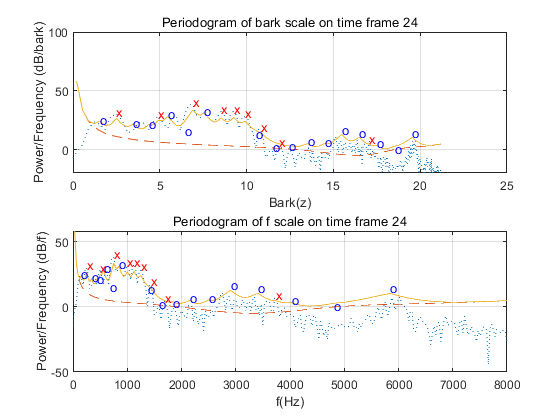 Periodogram of bark scale on time frame 24
Power/Frequency (dB/bark)
100
50
0
0 5 10 15 20 25
Bark(z)
Periodogram of f scale on time frame 24
Power/Frequency (dB/f)
50
0
-50
0 1000 2000 3000 4000 5000 6000 7000 8000
f(Hz)